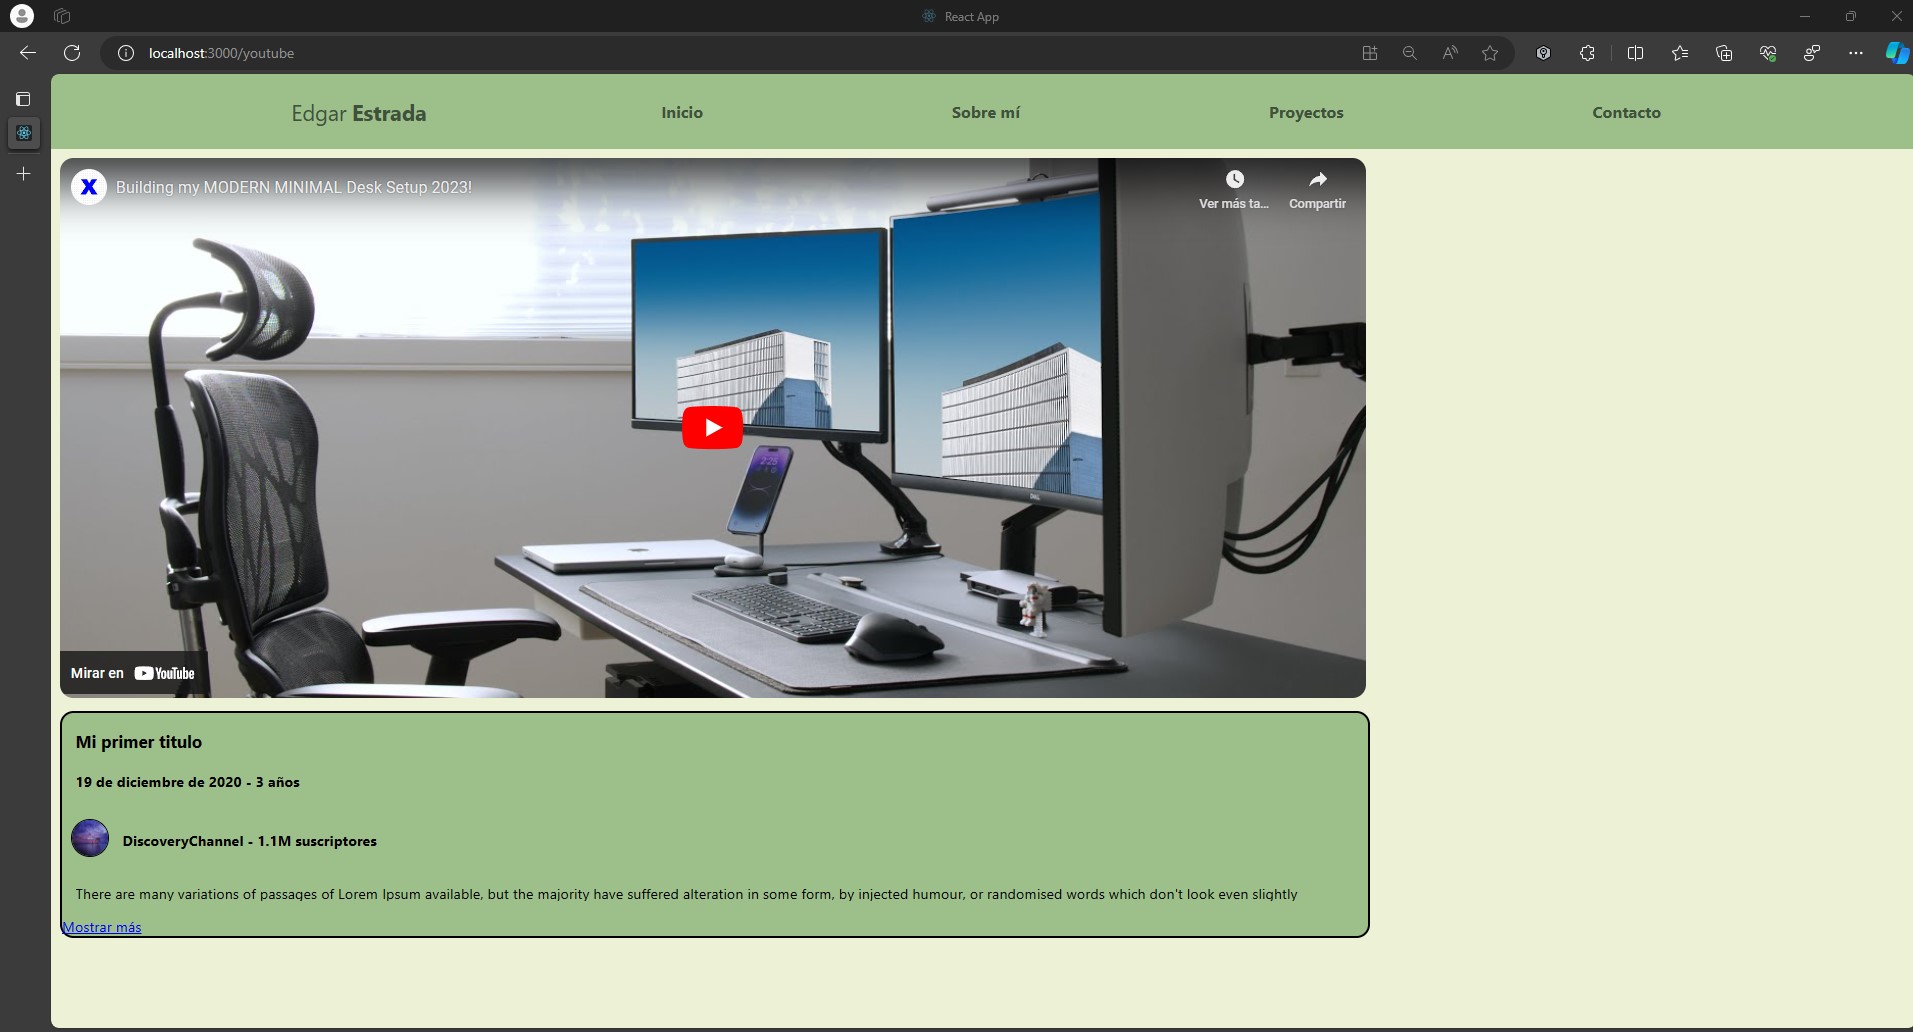 React App
localhost:3000/youtube
Edgar Estrada
Inicio
Sobre mí
Proyectos
Contacto
X
Building my MODERN MINIMAL Desk Setup 2023!
Ver más ta...
Compartir
2:25
DELL
Mirar en YouTube
Mi primer titulo
19 de diciembre de 2020 - 3 años
DiscoveryChannel - 1.1M suscriptores
There are many variations of passages of Lorem Ipsum available, but the majority have suffered alteration in some form, by injected humour, or randomised words which don't look even slightly
Mostrar más